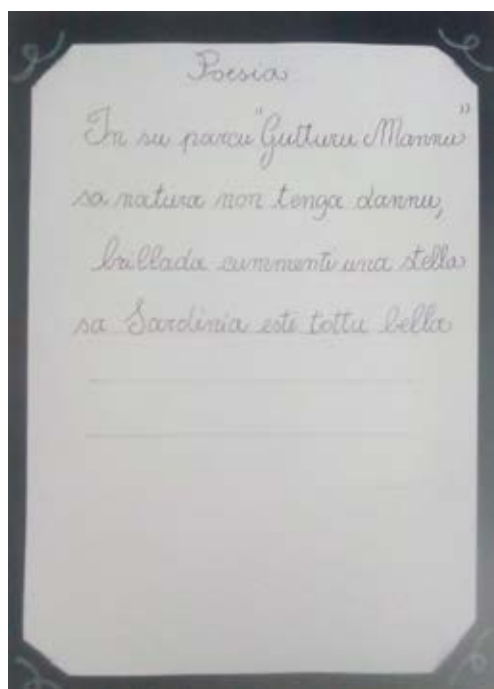 Poesia
In su parcu "Gutturu Mannu"
sa natura non tenga dannu,
brillada cummenti una stella
sa Sardinia este tottu bella